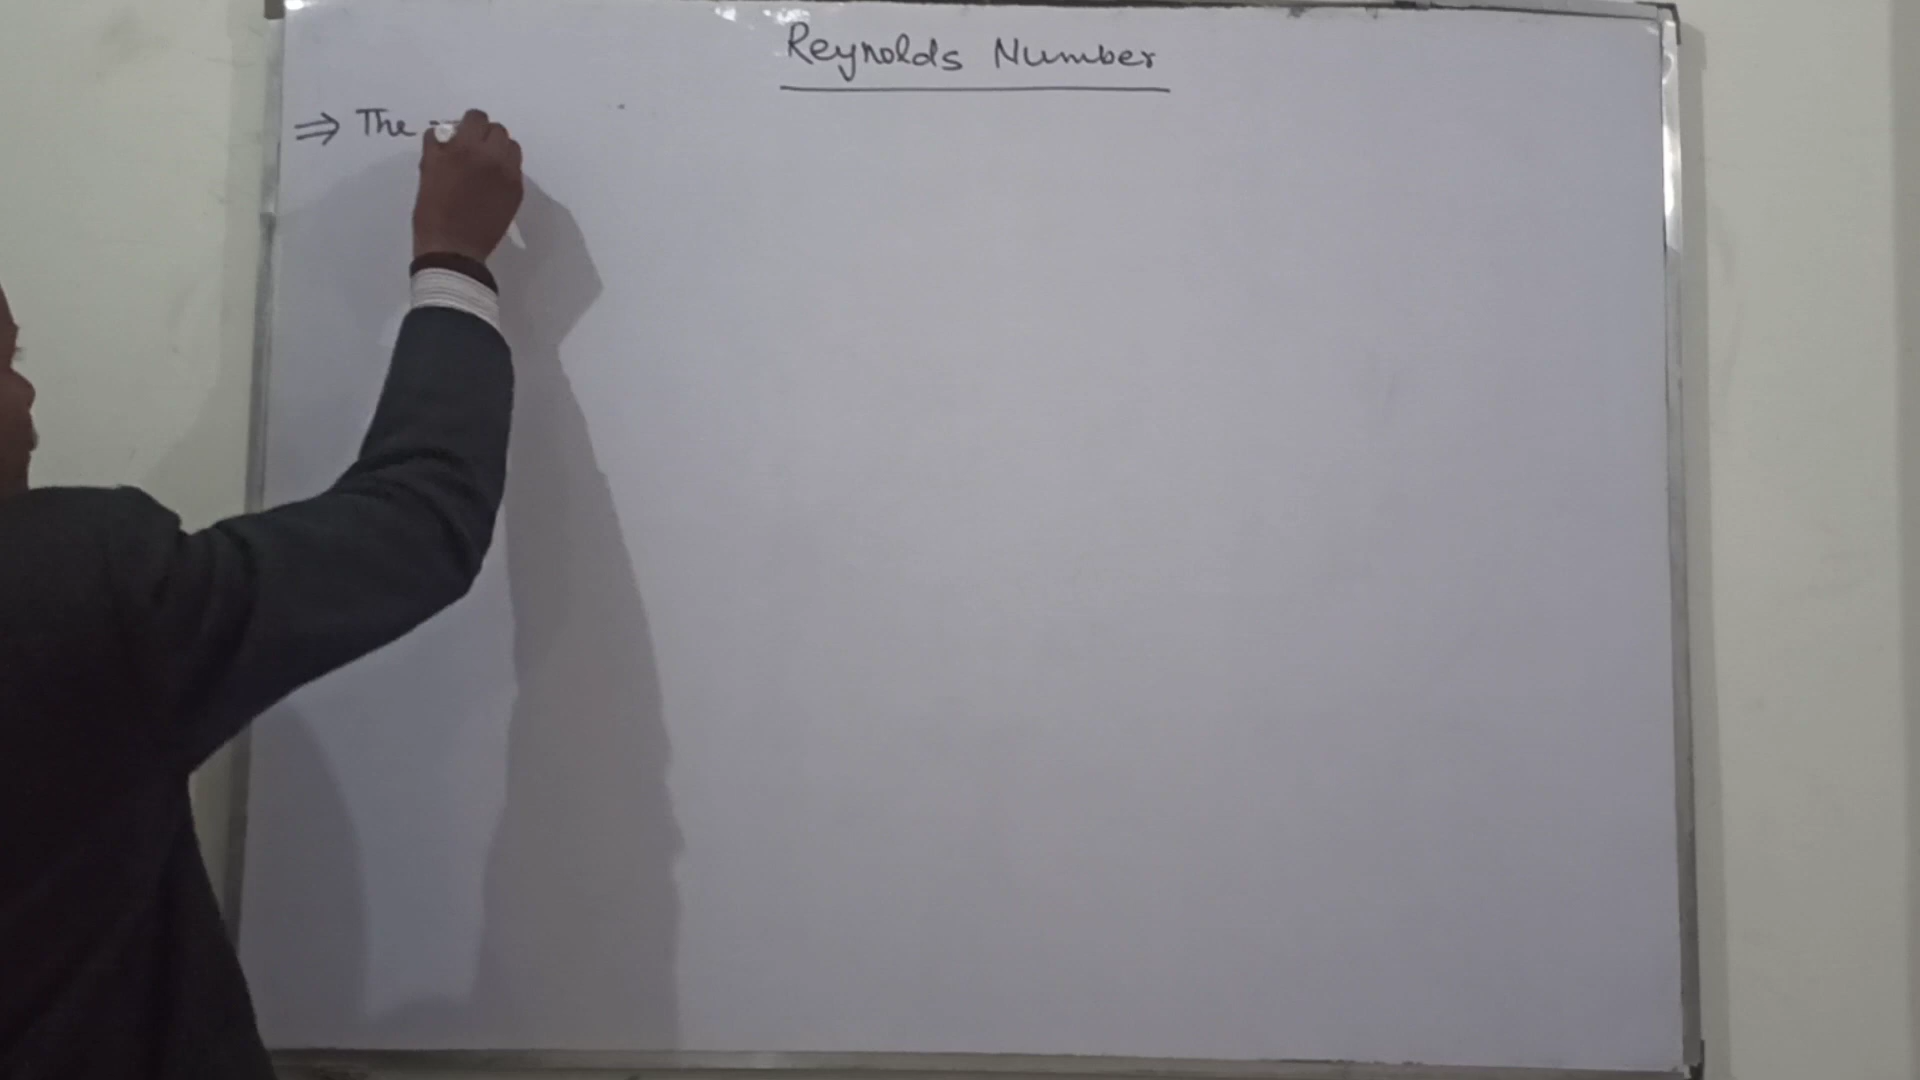 Reynolds Number
⇒ The